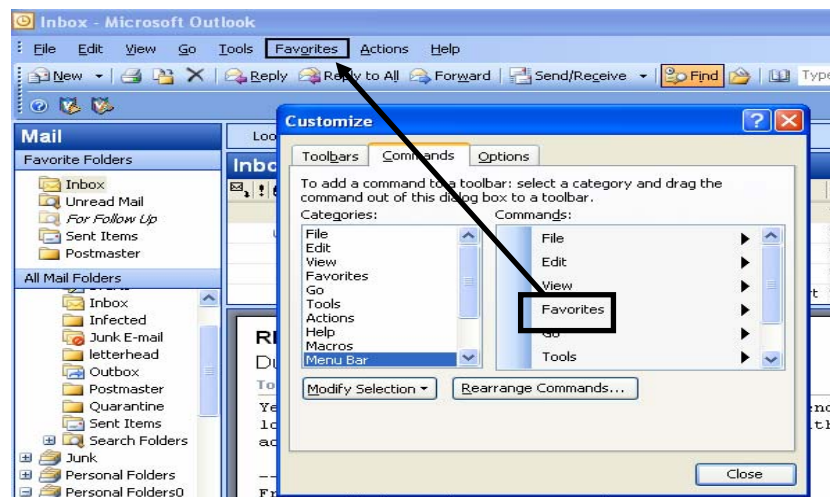 Inbox - Microsoft Outlook
File Edit View Go Tools Favorites Actions Help
New Reply Reply to All Forward Send/Receive Find Type
Mail
Favorite Folders
Inbox
Unread Mail
For Follow Up
Sent Items
Postmaster
All Mail Folders
Inbox
Infected
Junk E-mail
letterhead
Outbox
Postmaster
Quarantine
Sent Items
Search Folders
Junk
Personal Folders
Personal Folders0
Customize
Toolbars Commands Options
To add a command to a toolbar: select a category and drag the
command out of this dialog box to a toolbar.
Categories: Commands:
File
Edit
View
Favorites
Go
Tools
Actions
Help
Macros
Menu Bar
File
Edit
View
Favorites
Go
Tools
Modify Selection Rearrange Commands...
Close